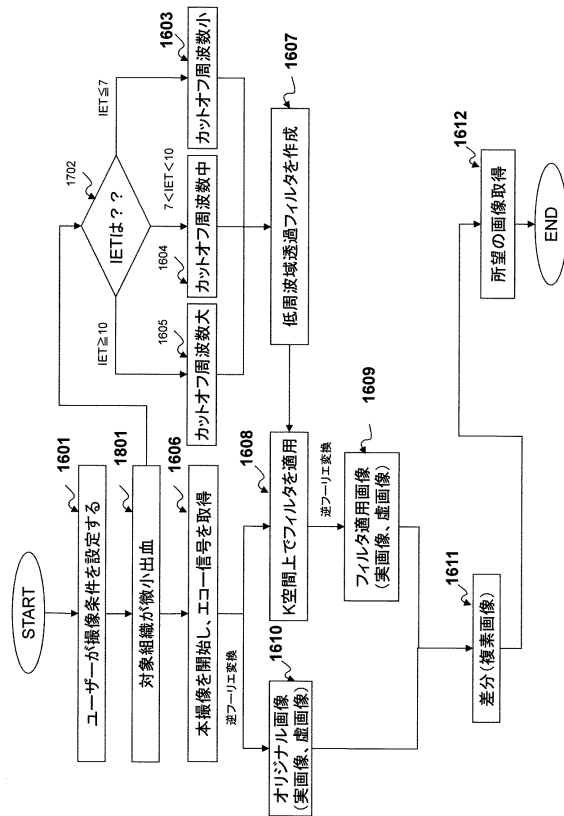 START
1601
ユーザーが撮像条件を設定する
1801
対象組織が微小出血
1606
本撮像を開始し、エコー信号を取得
逆フーリエ変換
1610
オリジナル画像
(実画像、虚画像)
1608
K空間上でフィルタを適用
逆フーリエ変換
1609
フィルタ適用画像
(実画像、虚画像)
1611
差分(複素画像)
1702
IETは??
IET≧10
7<IET<10
IET≦7
1605
カットオフ周波数大
1604
カットオフ周波数中
1603
カットオフ周波数小
1607
低周波域透過フィルタを作成
1612
所望の画像取得
END